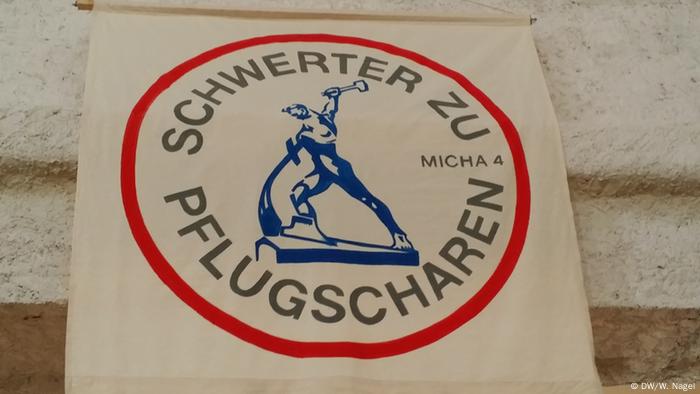 SCHWERTER ZU
MICHA 4
PFLUGSCHAREN
© DW/W. Nagel